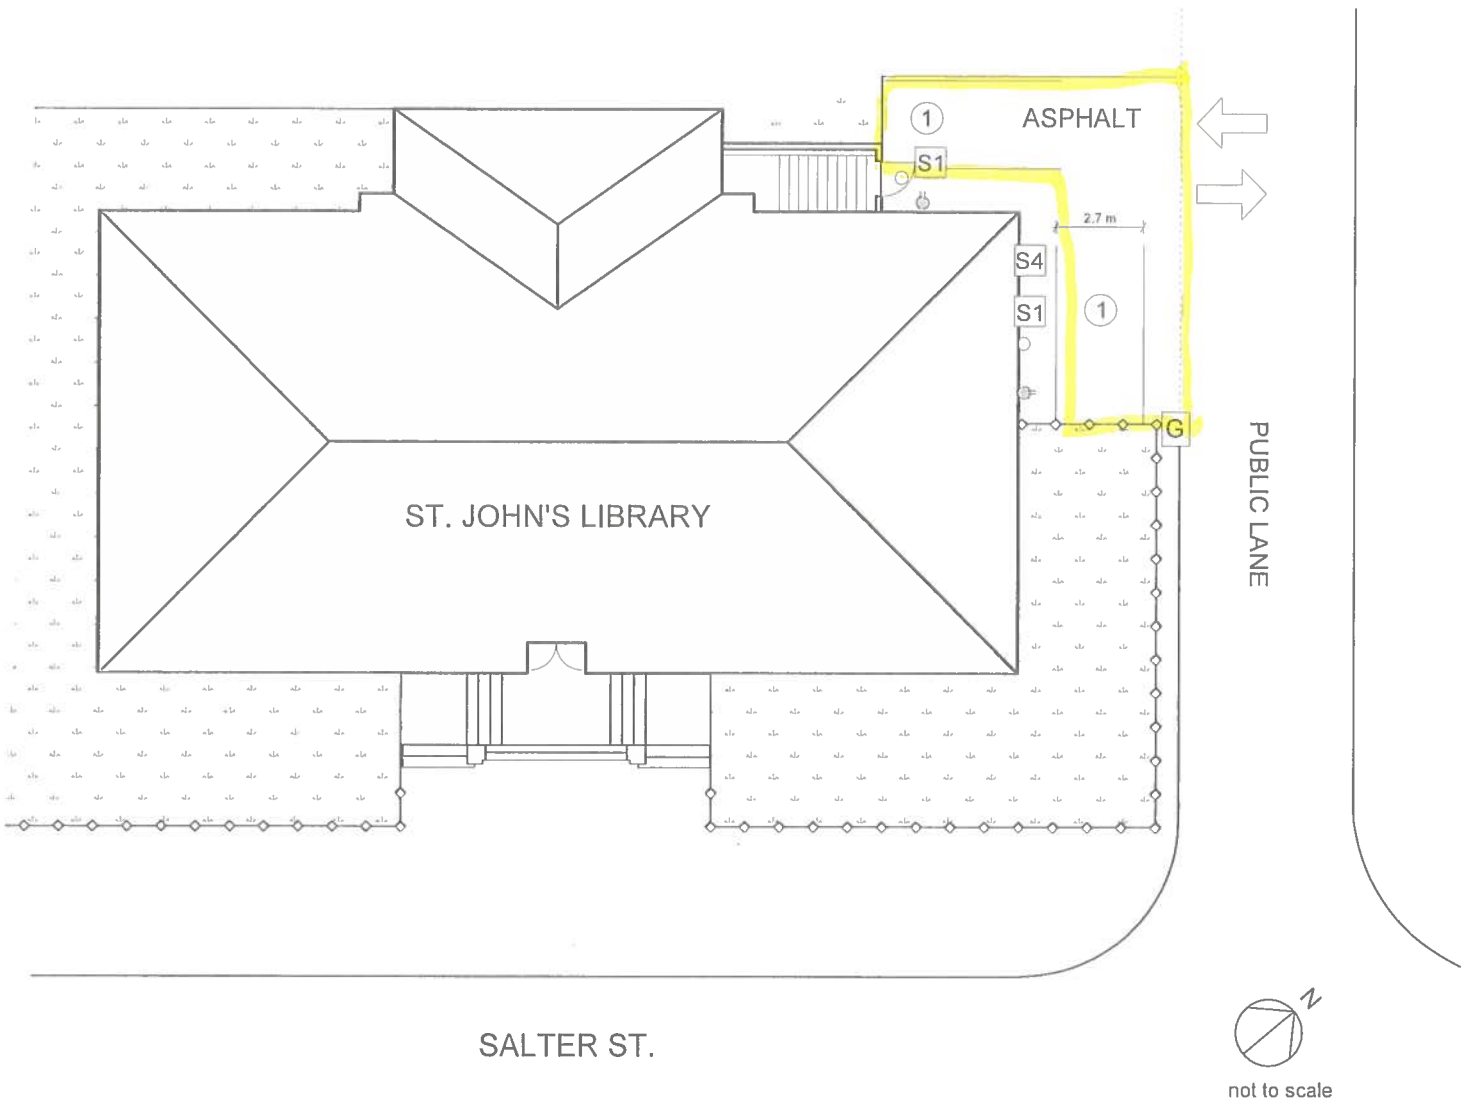 1
ASPHALT
S1
2.7 m
S4
S1
1
G
PUBLIC LANE
ST. JOHN'S LIBRARY
SALTER ST.
N
not to scale